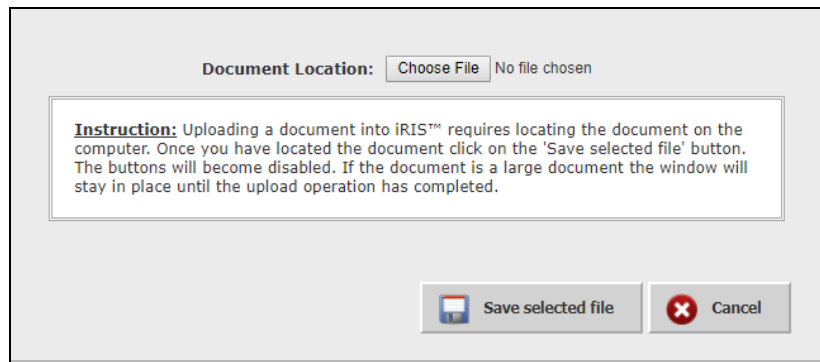 Document Location: Choose File No file chosen
Instruction: Uploading a document into iRIS™ requires locating the document on the
computer. Once you have located the document click on the 'Save selected file' button.
The buttons will become disabled. If the document is a large document the window will
stay in place until the upload operation has completed.
Save selected file Cancel